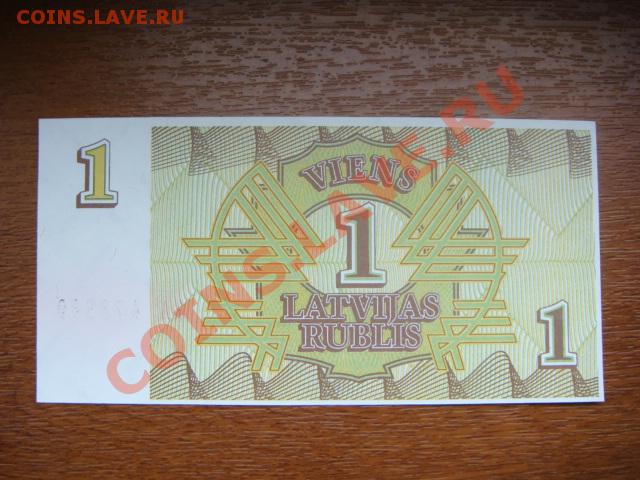 COINS.LAVE.RU
1
VIENS
1
LATVIJAS
RUBLIS
1
COINS.LAVE.RU